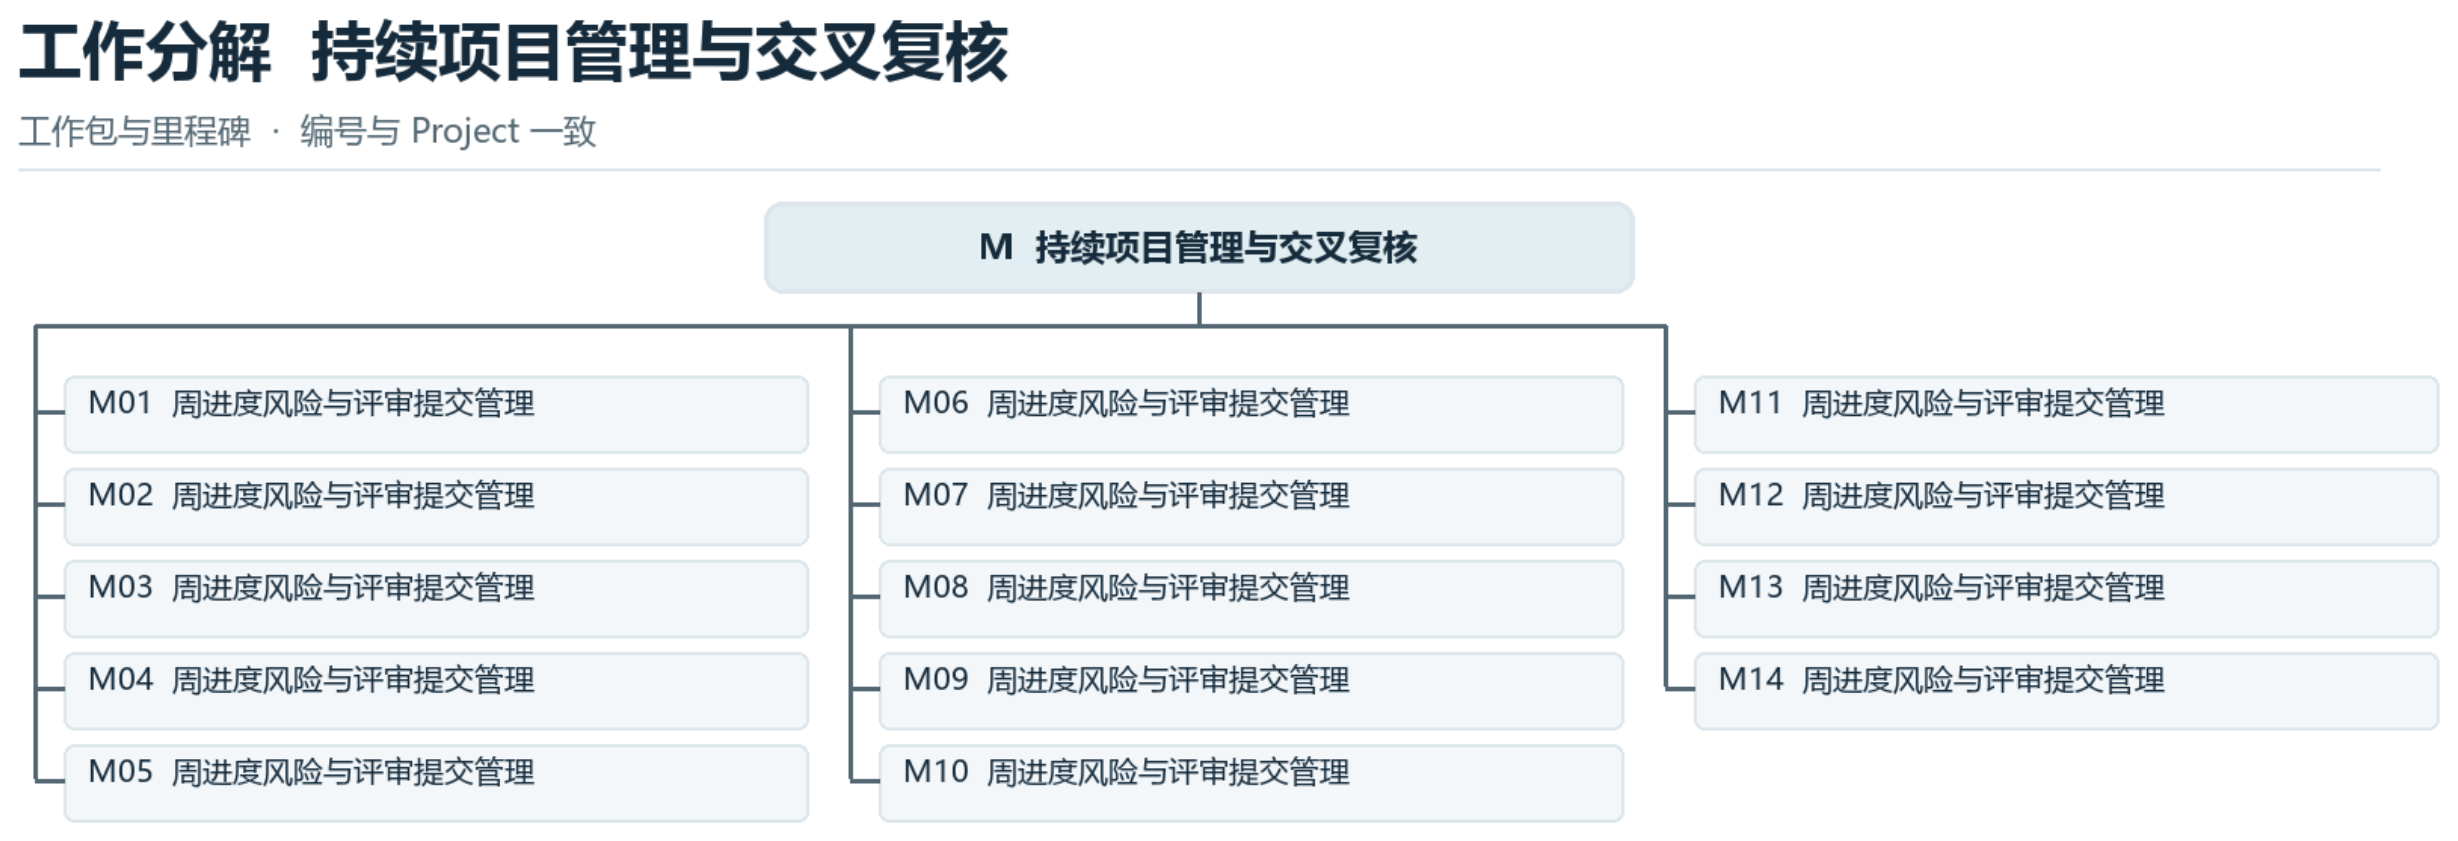 工作分解 持续项目管理与交叉复核
工作包与里程碑 · 编号与 Project 一致
M 持续项目管理与交叉复核
M01 周进度风险与评审提交管理
M02 周进度风险与评审提交管理
M03 周进度风险与评审提交管理
M04 周进度风险与评审提交管理
M05 周进度风险与评审提交管理
M06 周进度风险与评审提交管理
M07 周进度风险与评审提交管理
M08 周进度风险与评审提交管理
M09 周进度风险与评审提交管理
M10 周进度风险与评审提交管理
M11 周进度风险与评审提交管理
M12 周进度风险与评审提交管理
M13 周进度风险与评审提交管理
M14 周进度风险与评审提交管理